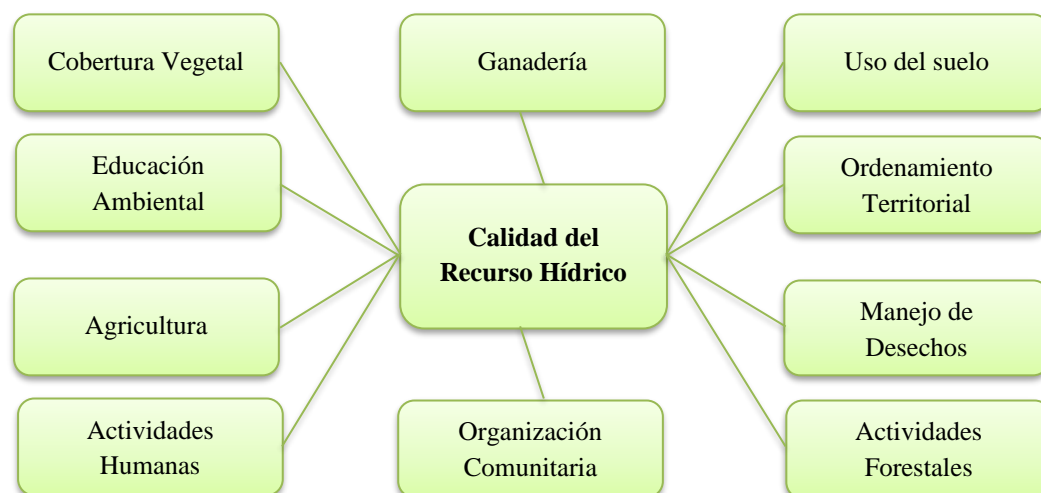 Cobertura Vegetal
Ganadería
Uso del suelo
Educación
Ambiental
Ordenamiento
Territorial
Calidad del
Recurso Hídrico
Agricultura
Manejo de
Desechos
Actividades
Humanas
Organización
Comunitaria
Actividades
Forestales